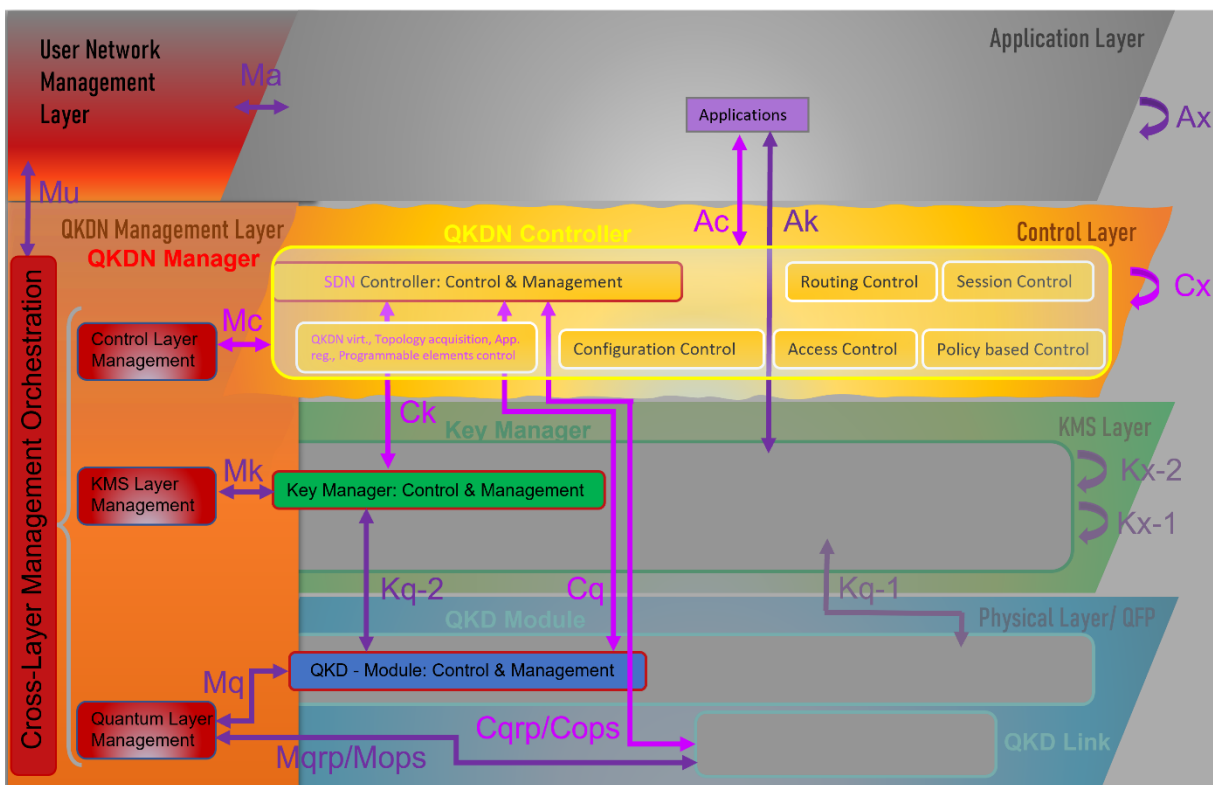 User Network
Management
Layer
Ma
Application Layer
Applications
Ax
Mu
Ac
Ak
QKDN Management Layer
QKDN Manager
QKDN Controller
Control Layer
SDN Controller: Control & Management
Routing Control
Session Control
Cx
Mc
Control Layer
Management
QKDN virt., Topology acquisition, App.
reg., Programmable elements control
Configuration Control
Access Control
Policy based Control
Cross-Layer Management Orchestration
Ck
Key Manager
KMS Layer
Mk
KMS Layer
Management
Key Manager: Control & Management
Kx-2
Kx-1
Kq-2
Cq
Kq-1
QKD Module
Physical Layer/ QFP
Mq
QKD - Module: Control & Management
Quantum Layer
Management
Cqrp/Cops
Mqrp/Mops
QKD Link